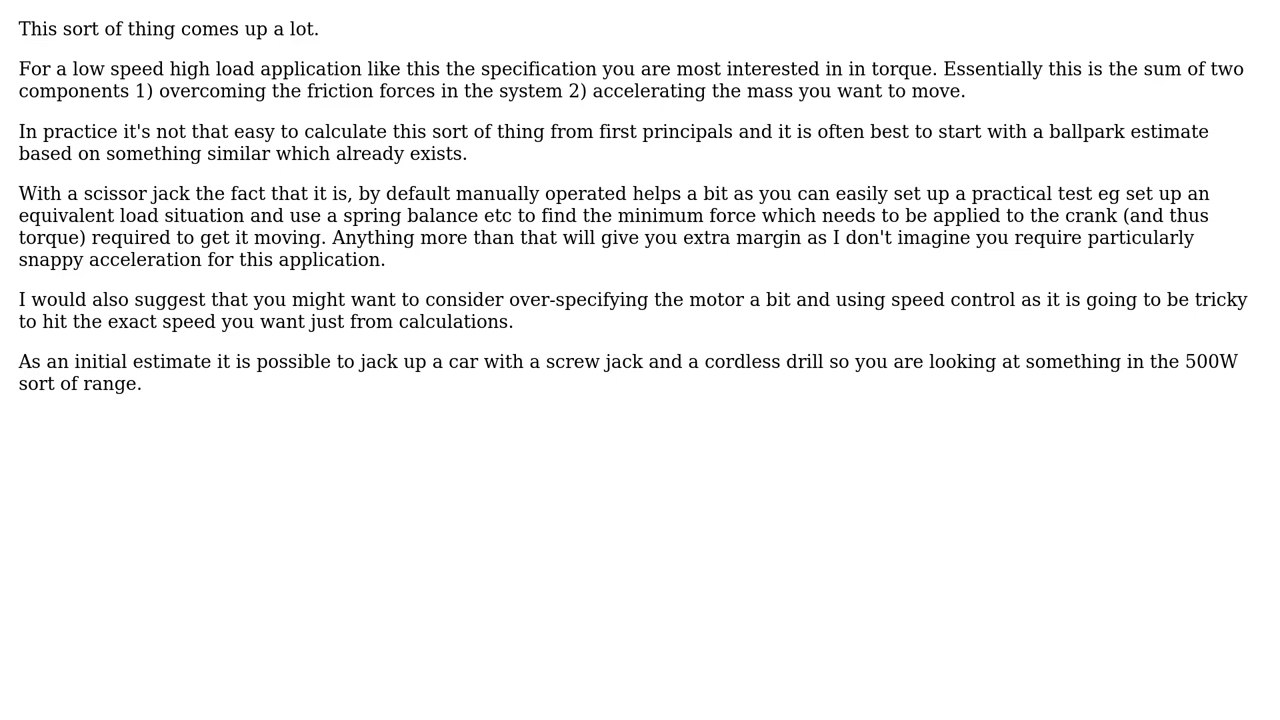 This sort of thing comes up a lot.
For a low speed high load application like this the specification you are most interested in in torque. Essentially this is the sum of two
components 1) overcoming the friction forces in the system 2) accelerating the mass you want to move.
In practice it's not that easy to calculate this sort of thing from first principals and it is often best to start with a ballpark estimate
based on something similar which already exists.
With a scissor jack the fact that it is, by default manually operated helps a bit as you can easily set up a practical test eg set up an
equivalent load situation and use a spring balance etc to find the minimum force which needs to be applied to the crank (and thus
torque) required to get it moving. Anything more than that will give you extra margin as I don't imagine you require particularly
snappy acceleration for this application.
I would also suggest that you might want to consider over-specifying the motor a bit and using speed control as it is going to be tricky
to hit the exact speed you want just from calculations.
As an initial estimate it is possible to jack up a car with a screw jack and a cordless drill so you are looking at something in the 500W
sort of range.